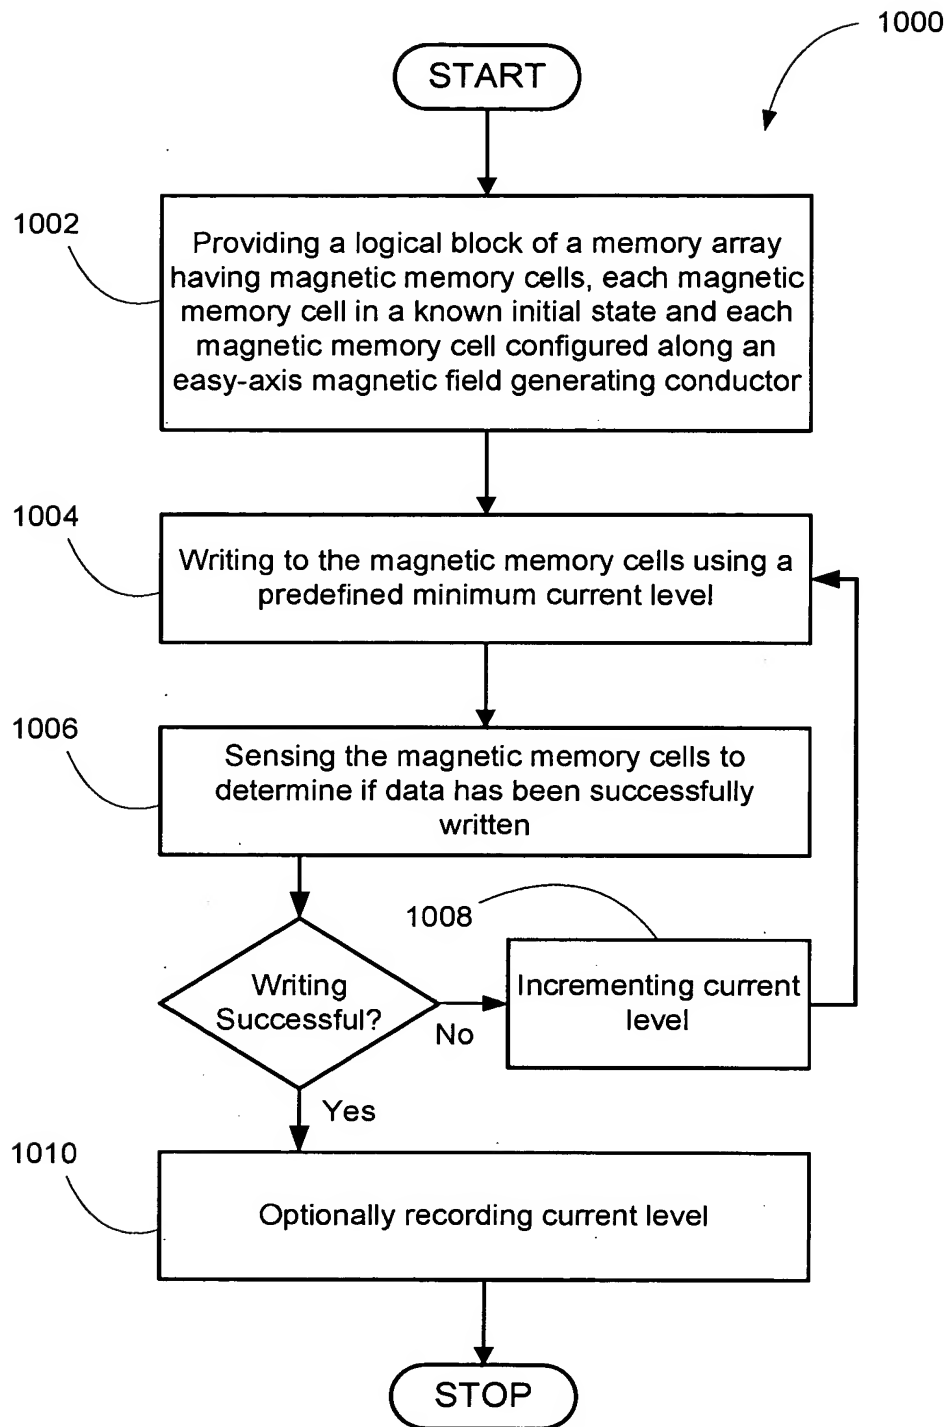 1000
START
1002
Providing a logical block of a memory array
having magnetic memory cells, each magnetic
memory cell in a known initial state and each
magnetic memory cell configured along an
easy-axis magnetic field generating conductor
1004
Writing to the magnetic memory cells using a
predefined minimum current level
1006
Sensing the magnetic memory cells to
determine if data has been successfully
written
1008
Writing
Successful?
No
Incrementing current
level
Yes
1010
Optionally recording current level
STOP